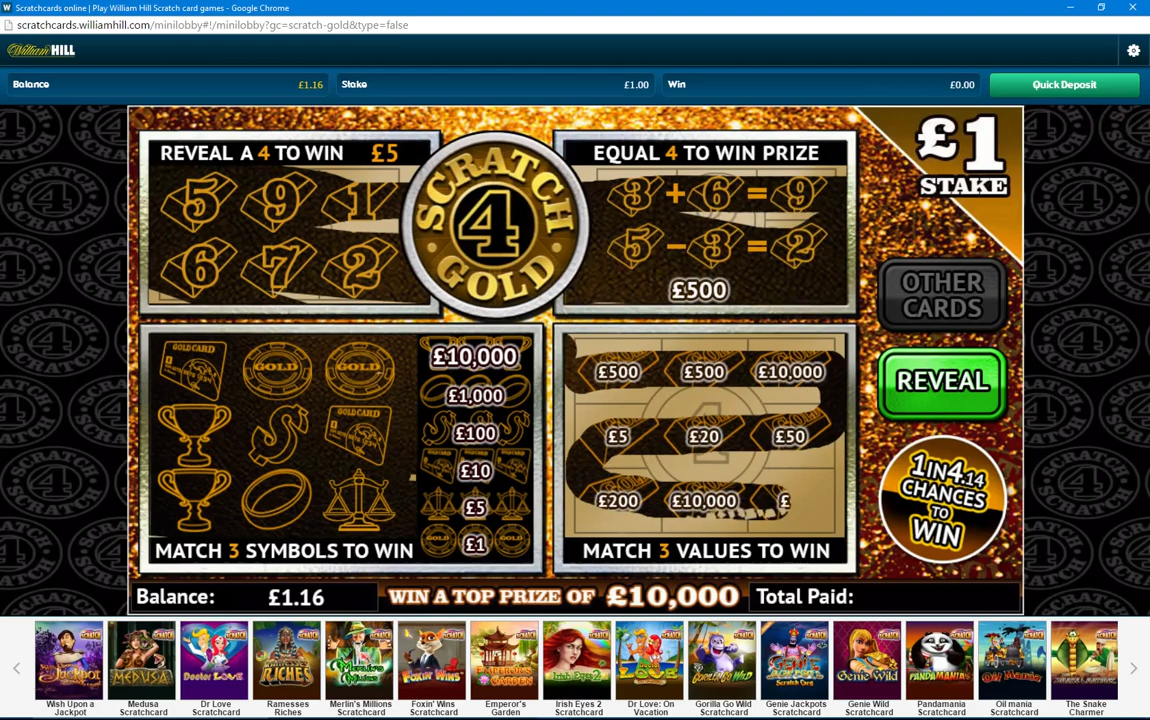 Scratchcards online | Play William Hill Scratch card games - Google Chrome
scratchcards.williamhill.com/minilobby#!/minilobby?gc=scratch-gold&type=false
William HILL
Balance £1.16 Stake £1.00 Win £0.00 Quick Deposit
REVEAL A 4 TO WIN £5
5 9 1
6 7 2
SCRATCH
4
GOLD
EQUAL 4 TO WIN PRIZE
3 + 6 = 9
5 - 3 = 2
£500
£1
STAKE
OTHER
CARDS
REVEAL
1 IN 4.14
CHANCES
TO
WIN
GOLD CARD GOLD GOLD
GOLD CARD
£10,000
£1,000
£100
£10
£5
£1
MATCH 3 SYMBOLS TO WIN
£500 £500 £10,000
£5 £20 £50
£200 £10,000 £
MATCH 3 VALUES TO WIN
Balance: £1.16 WIN A TOP PRIZE OF £10,000 Total Paid:
Wish Upon a
Jackpot
Medusa
Scratchcard
Dr Love
Scratchcard
Ramesses
Riches
Merlin's Millions
Scratchcard
Foxin' Wins
Scratchcard
Emperor's
Garden
Irish Eyes 2
Scratchcard
Dr Love: On
Vacation
Gorilla Go Wild
Scratchcard
Genie Jackpots
Scratchcard
Genie Wild
Scratchcard
Pandamania
Scratchcard
Oil mania
Scratchcard
The Snake
Charmer